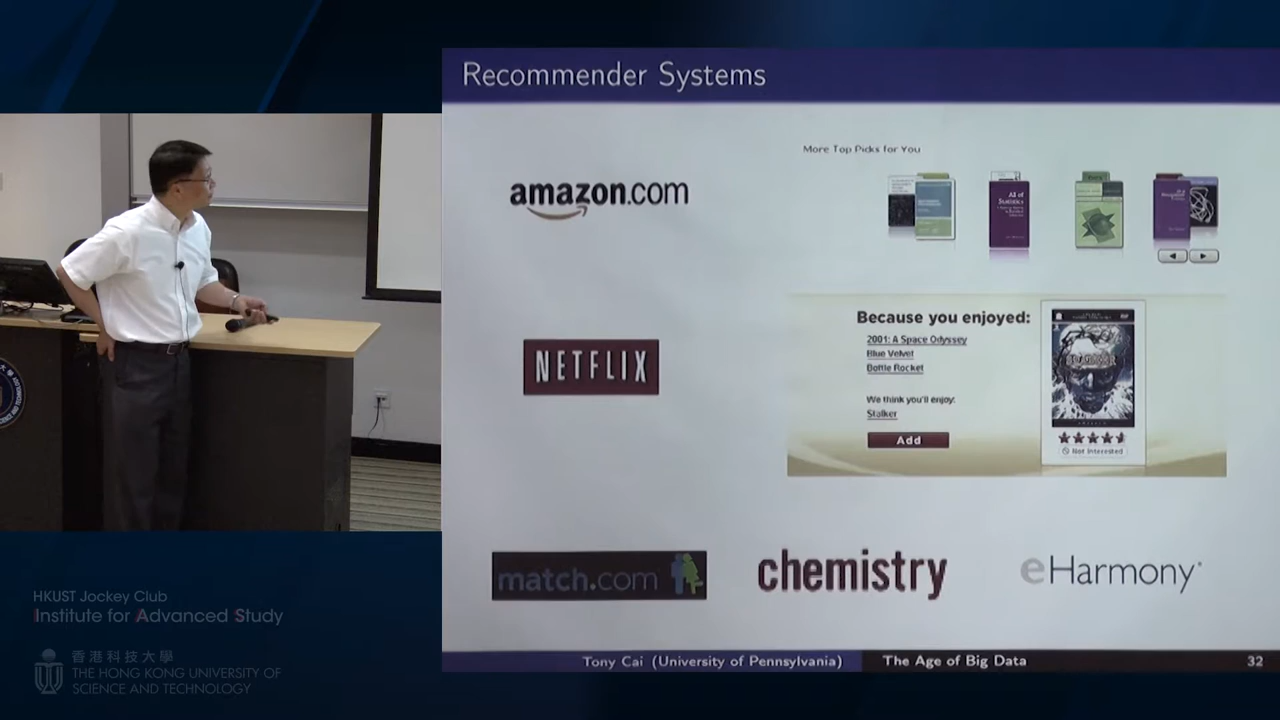 Recommender Systems
More Top Picks for You
amazon.com
All of
Statistics
Because you enjoyed:
2001: A Space Odyssey
Blue Velvet
Bottle Rocket
We think you'll enjoy:
Stalker
Add
Not Interested
NETFLIX
match.com
chemistry
eHarmony
Tony Cai (University of Pennsylvania)
The Age of Big Data
32
HKUST Jockey Club
Institute for Advanced Study
香港科技大學
THE HONG KONG UNIVERSITY OF
SCIENCE AND TECHNOLOGY